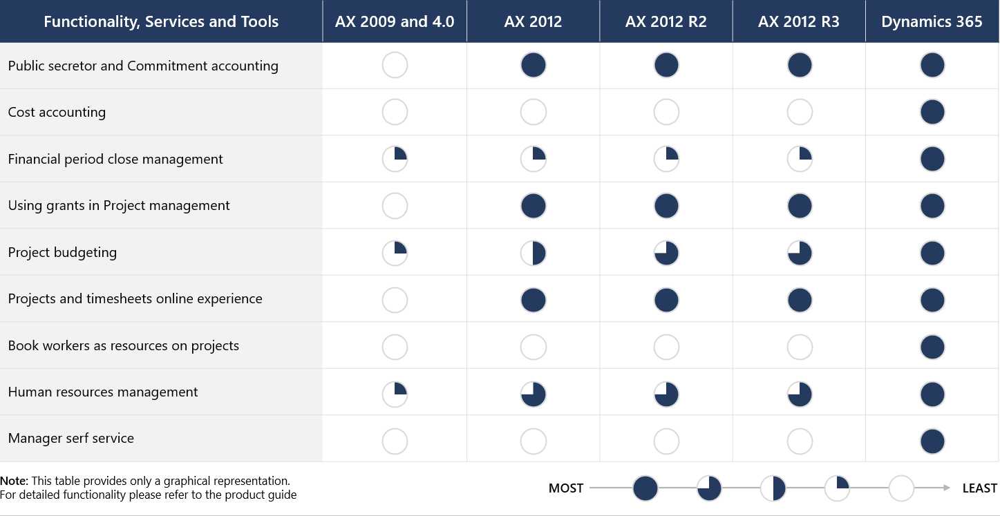 Functionality, Services and Tools AX 2009 and 4.0 AX 2012 AX 2012 R2 AX 2012 R3 Dynamics 365
Public secretor and Commitment accounting
Cost accounting
Financial period close management
Using grants in Project management
Project budgeting
Projects and timesheets online experience
Book workers as resources on projects
Human resources management
Manager serf service
Note: This table provides only a graphical representation.
For detailed functionality please refer to the product guide
MOST LEAST